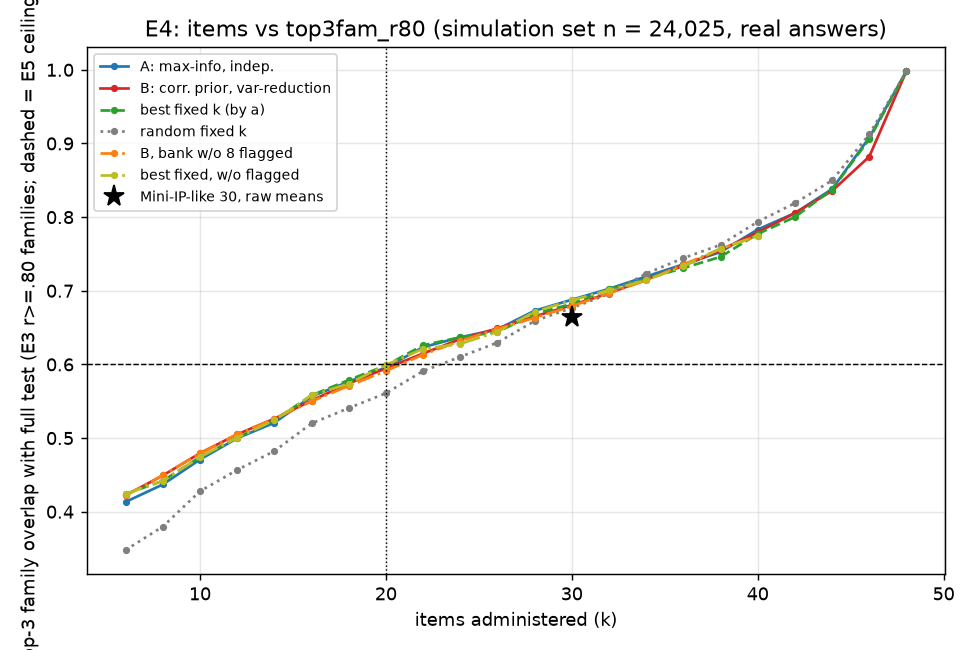 E4: items vs top3fam_r80 (simulation set n = 24,025, real answers)
op-3 family overlap with full test (E3 r>=.80 families; dashed = E5 ceiling
1.0
0.9
0.8
0.7
0.6
0.5
0.4
A: max-info, indep.
B: corr. prior, var-reduction
best fixed k (by a)
random fixed k
B, bank w/o 8 flagged
best fixed, w/o flagged
Mini-IP-like 30, raw means
10
20
30
40
50
items administered (k)